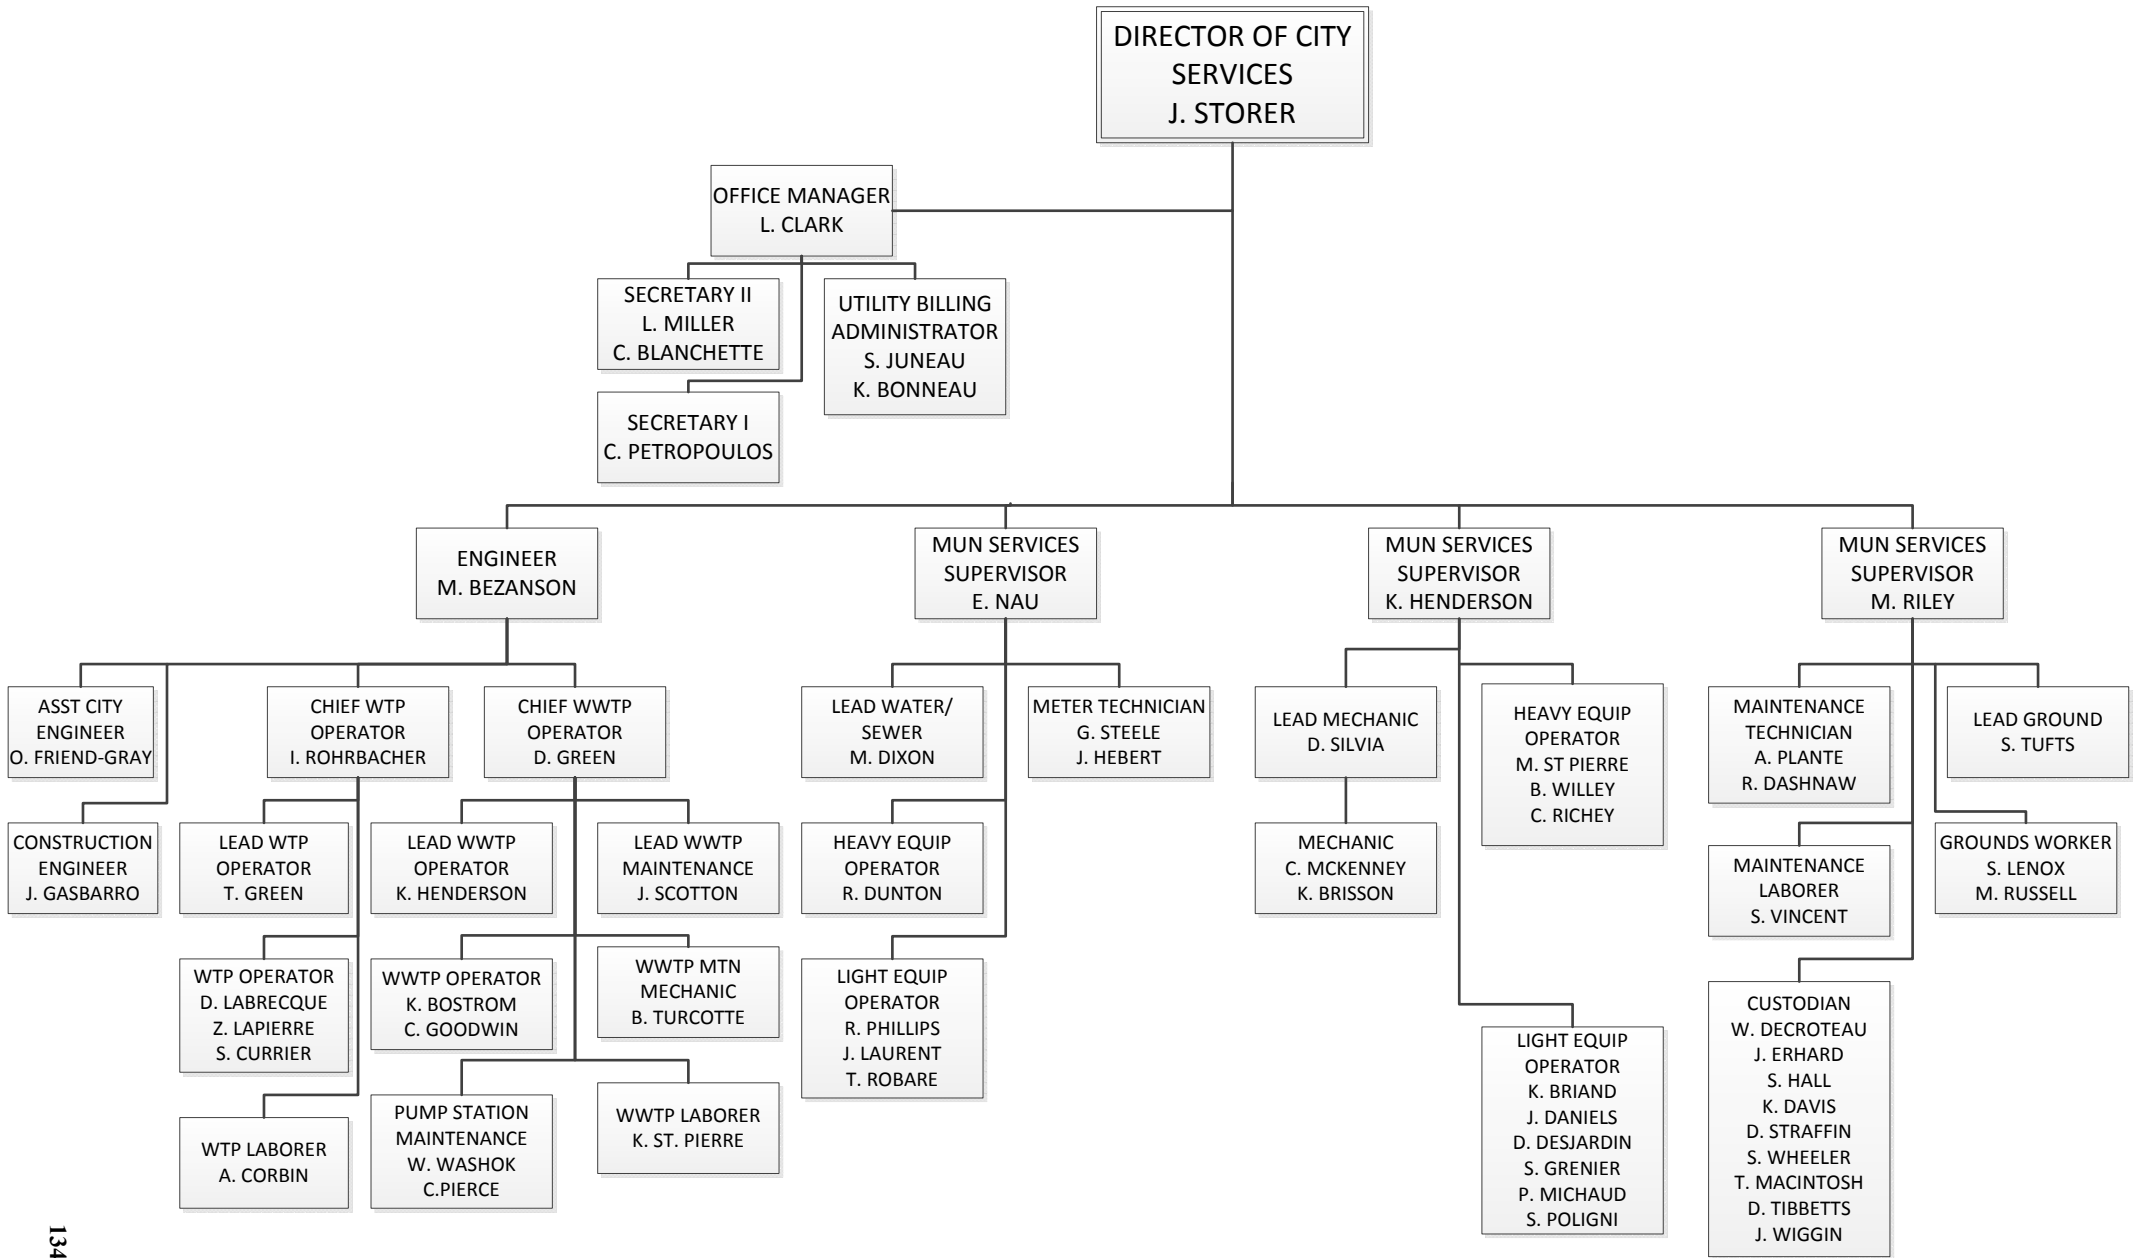 DIRECTOR OF CITY
SERVICES
J. STORER
OFFICE MANAGER
L. CLARK
SECRETARY II
L. MILLER
C. BLANCHETTE
UTILITY BILLING
ADMINISTRATOR
S. JUNEAU
K. BONNEAU
SECRETARY I
C. PETROPOULOS
ENGINEER
M. BEZANSON
MUN SERVICES
SUPERVISOR
E. NAU
MUN SERVICES
SUPERVISOR
K. HENDERSON
MUN SERVICES
SUPERVISOR
M. RILEY
ASST CITY
ENGINEER
O. FRIEND-GRAY
CHIEF WTP
OPERATOR
I. ROHRBACHER
CHIEF WWTP
OPERATOR
D. GREEN
LEAD WATER/
SEWER
M. DIXON
METER TECHNICIAN
G. STEELE
J. HEBERT
LEAD MECHANIC
D. SILVIA
HEAVY EQUIP
OPERATOR
M. ST PIERRE
B. WILLEY
C. RICHEY
MAINTENANCE
TECHNICIAN
A. PLANTE
R. DASHNAW
LEAD GROUND
S. TUFTS
CONSTRUCTION
ENGINEER
J. GASBARRO
LEAD WTP
OPERATOR
T. GREEN
LEAD WWTP
OPERATOR
K. HENDERSON
LEAD WWTP
MAINTENANCE
J. SCOTTON
HEAVY EQUIP
OPERATOR
R. DUNTON
MECHANIC
C. MCKENNEY
K. BRISSON
MAINTENANCE
LABORER
S. VINCENT
GROUNDS WORKER
S. LENOX
M. RUSSELL
WTP OPERATOR
D. LABRECQUE
Z. LAPIERRE
S. CURRIER
WWTP OPERATOR
K. BOSTROM
C. GOODWIN
WWTP MTN
MECHANIC
B. TURCOTTE
LIGHT EQUIP
OPERATOR
R. PHILLIPS
J. LAURENT
T. ROBARE
LIGHT EQUIP
OPERATOR
K. BRIAND
J. DANIELS
D. DESJARDIN
S. GRENIER
P. MICHAUD
S. POLIGNI
CUSTODIAN
W. DECROTEAU
J. ERHARD
S. HALL
K. DAVIS
D. STRAFFIN
S. WHEELER
T. MACINTOSH
D. TIBBETTS
J. WIGGIN
WTP LABORER
A. CORBIN
PUMP STATION
MAINTENANCE
W. WASHOK
C.PIERCE
WWTP LABORER
K. ST. PIERRE
134